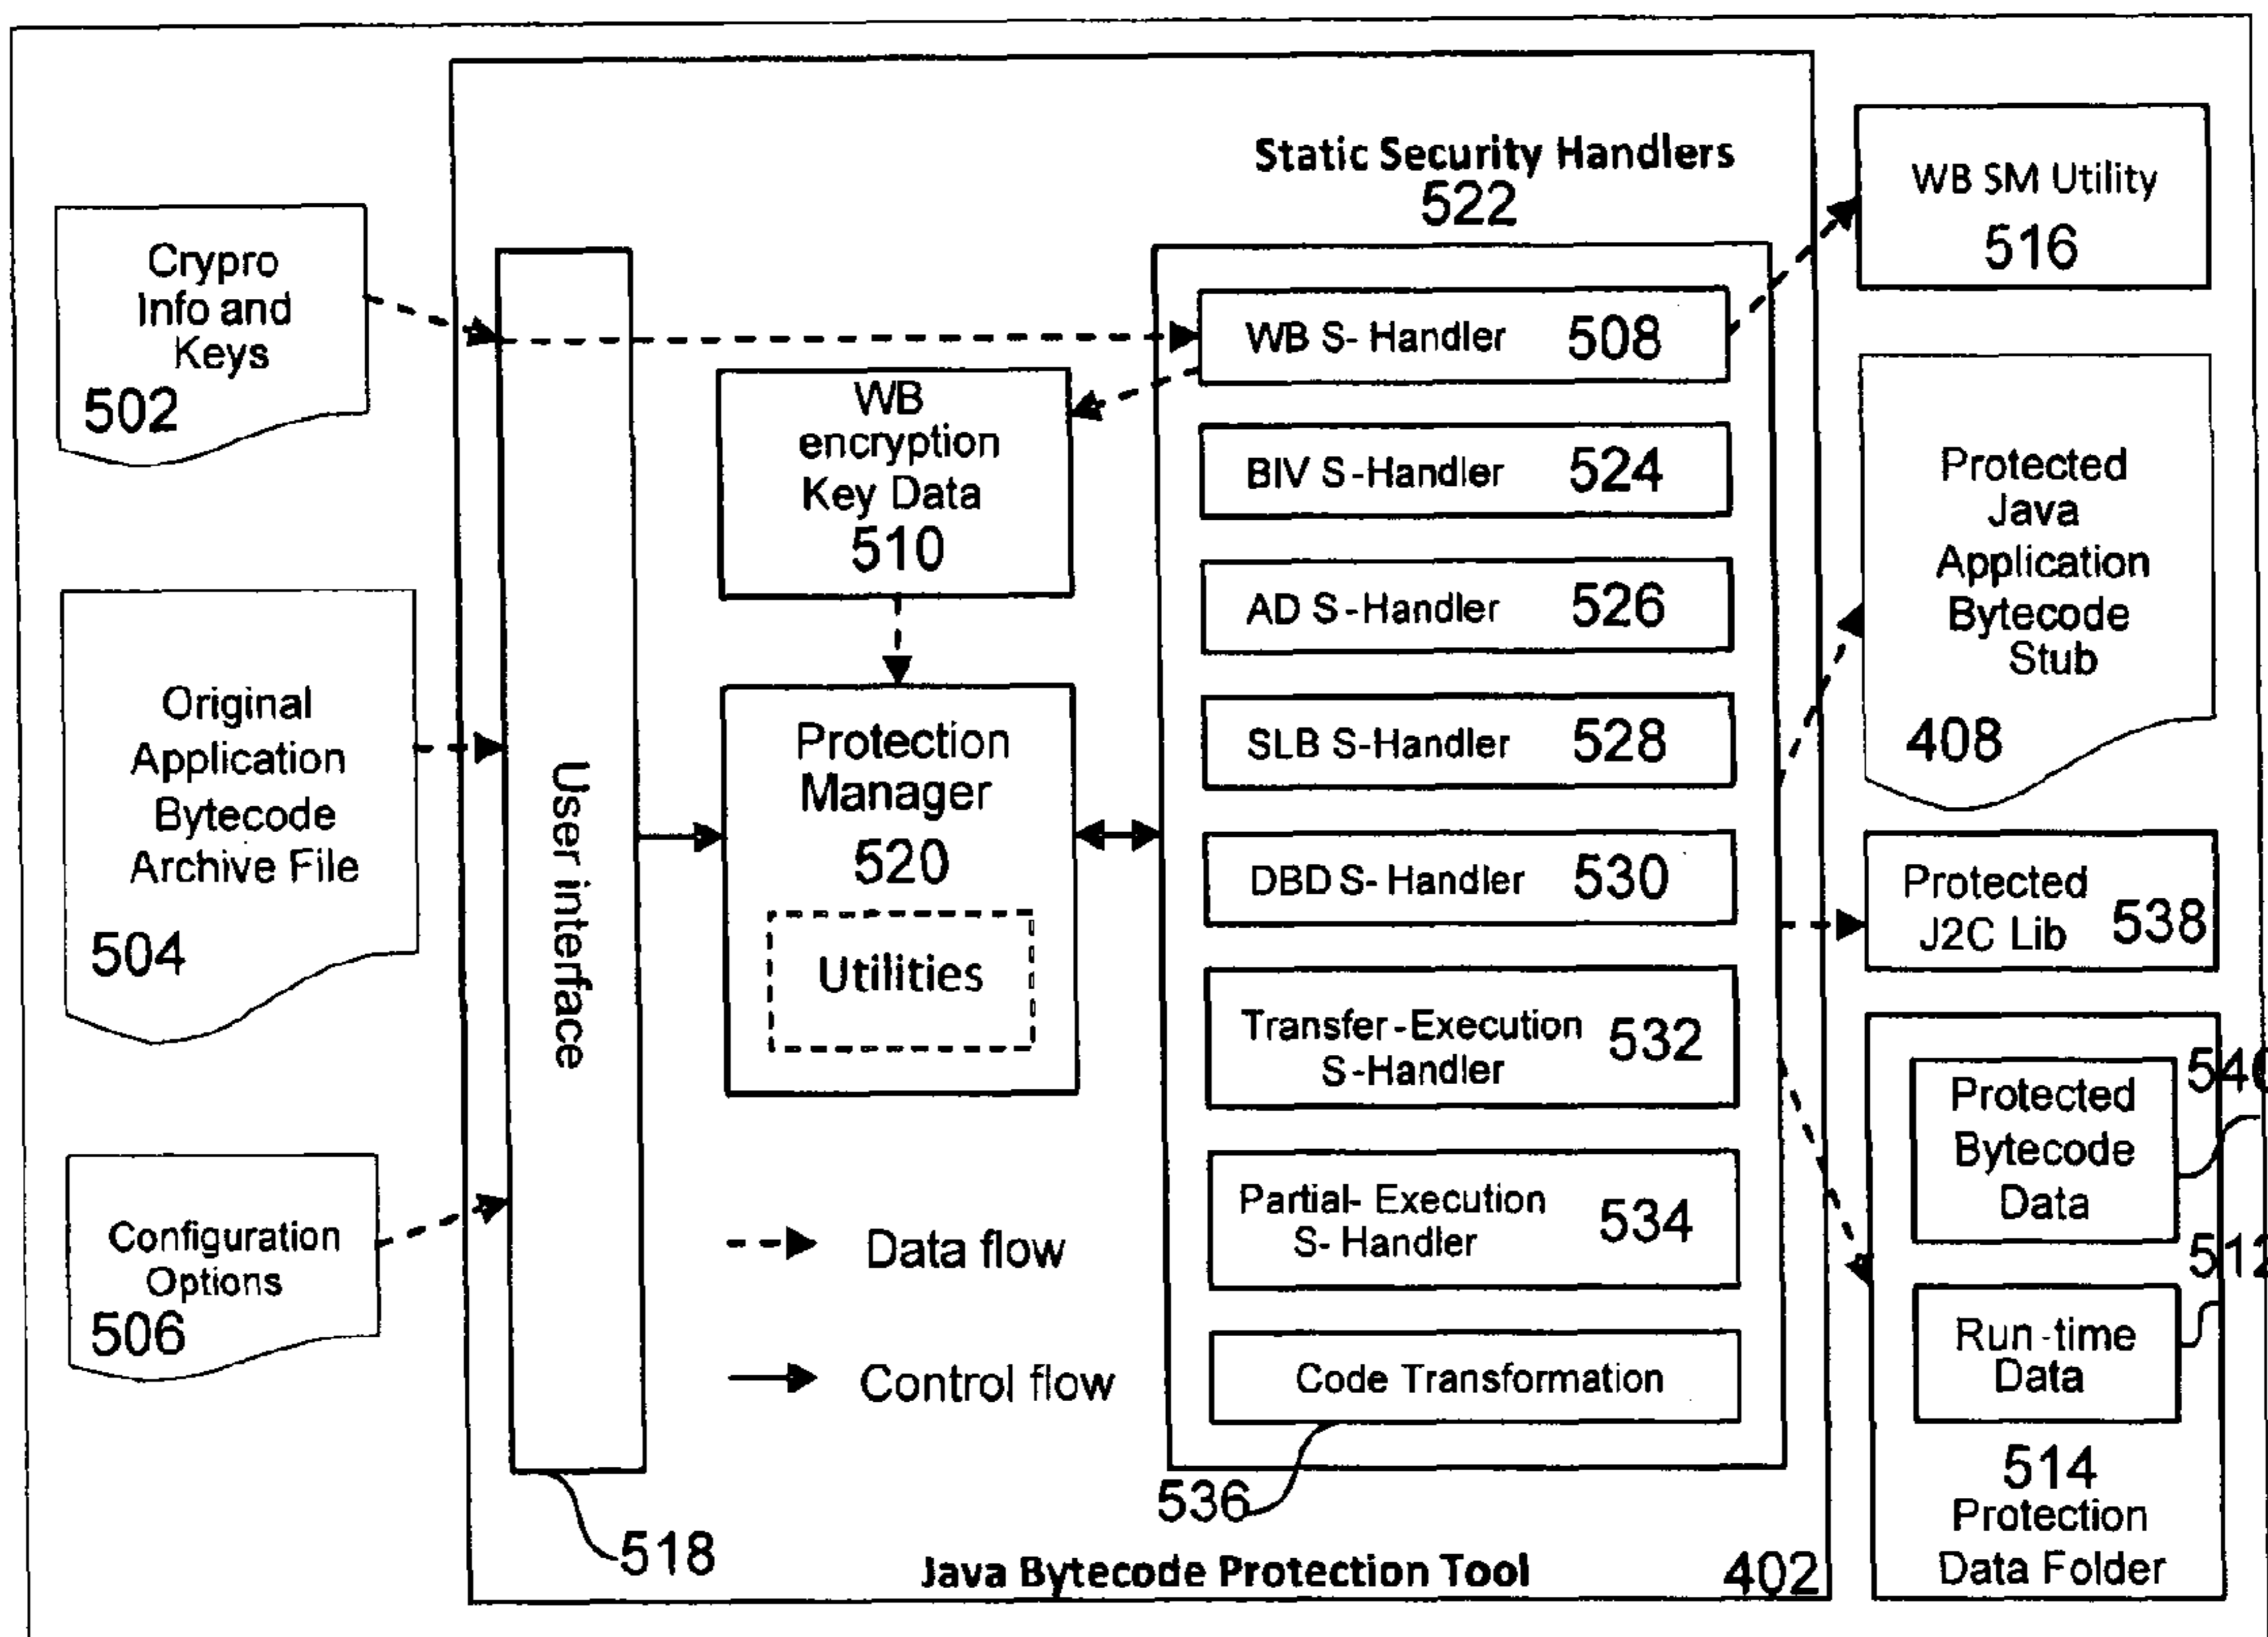 Crypro
Info and
Keys
502
Original
Application
Bytecode
Archive File
504
Configuration
Options
506
User interface
518
WB
encryption
Key Data
510
Protection
Manager
520
Utilities
Data flow
Control flow
Static Security Handlers
522
WB S- Handler 508
BIV S-Handler 524
AD S-Handler 526
SLB S-Handler 528
DBD S- Handler 530
Transfer-Execution
S-Handler
532
Partial- Execution
S- Handler
534
Code Transformation
536
Java Bytecode Protection Tool 402
WB SM Utility
516
Protected
Java
Application
Bytecode
Stub
408
Protected
J2C Lib
538
Protected
Bytecode
Data
540
Run-time
Data
512
514
Protection
Data Folder